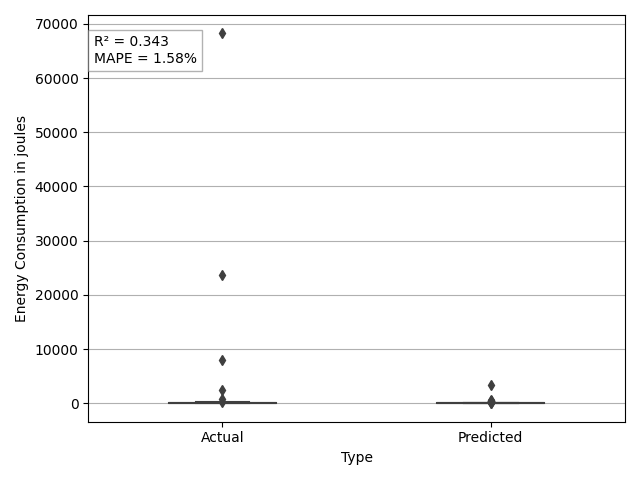 70000
60000
50000
40000
30000
20000
10000
0
Energy Consumption in joules
R² = 0.343
MAPE = 1.58%
Actual
Predicted
Type